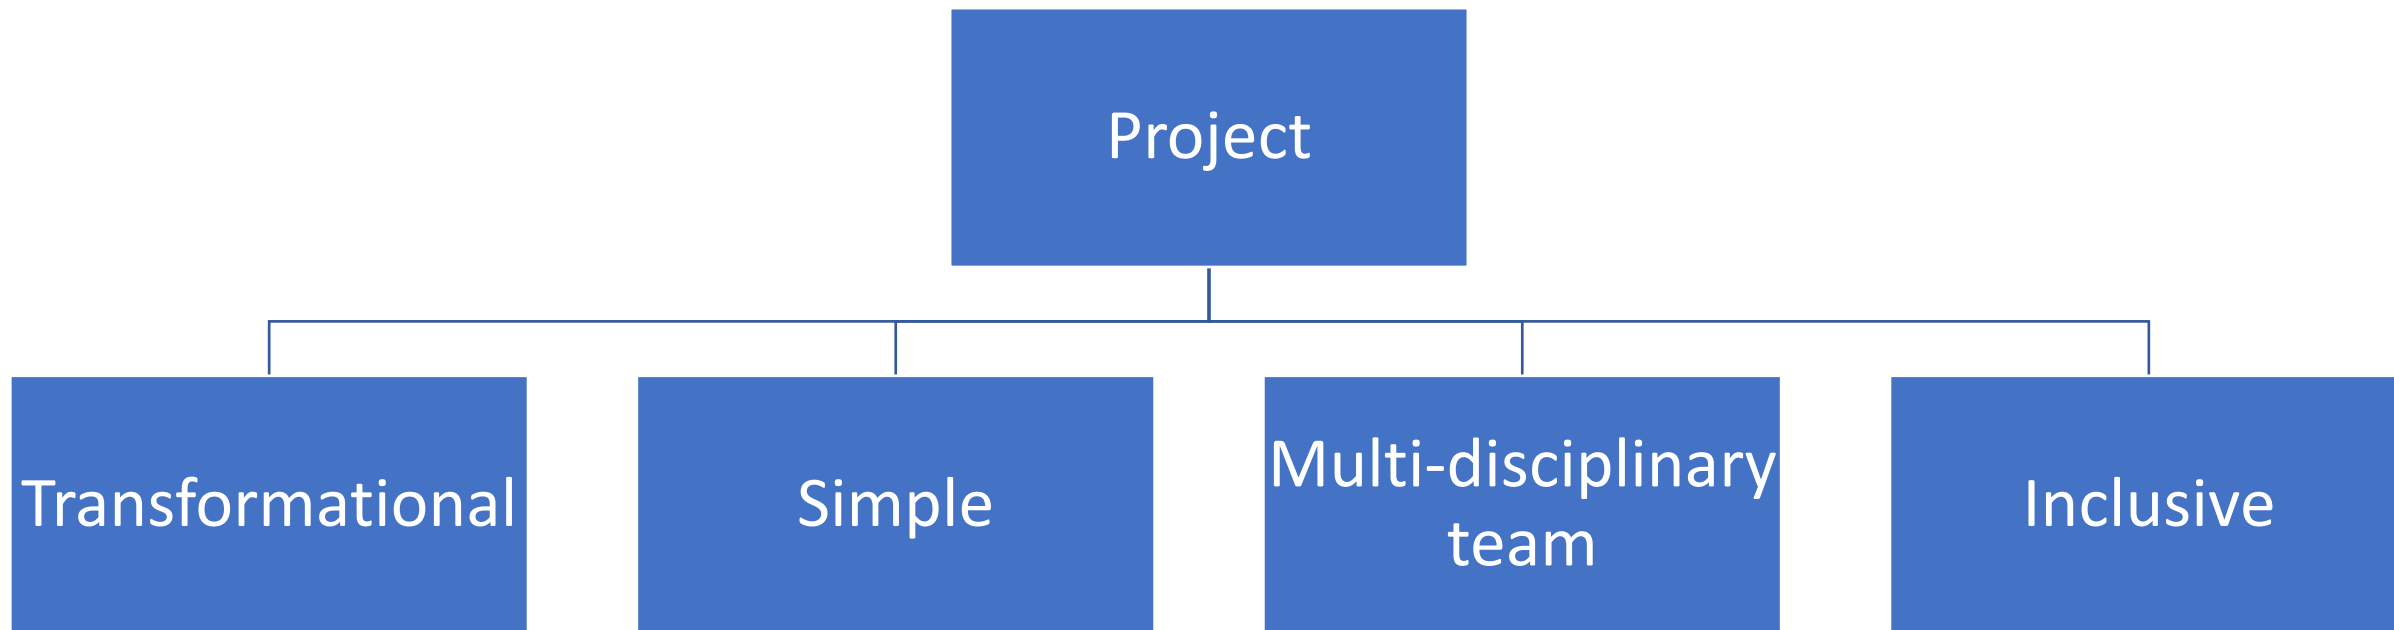 Project
Transformational
Simple
Multi-disciplinary
team
Inclusive